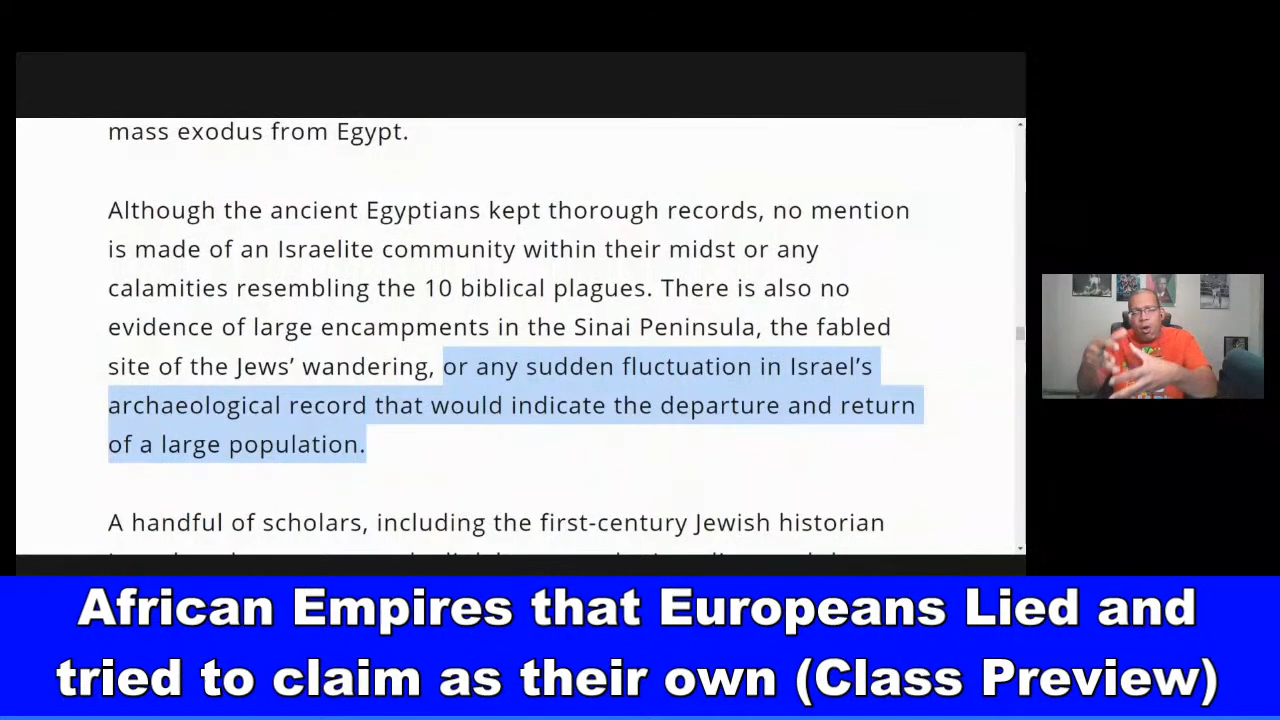 mass exodus from Egypt.
Although the ancient Egyptians kept thorough records, no mention
is made of an Israelite community within their midst or any
calamities resembling the 10 biblical plagues. There is also no
evidence of large encampments in the Sinai Peninsula, the fabled
site of the Jews’ wandering, or any sudden fluctuation in Israel’s
archaeological record that would indicate the departure and return
of a large population.
A handful of scholars, including the first-century Jewish historian
African Empires that Europeans Lied and
tried to claim as their own (Class Preview)